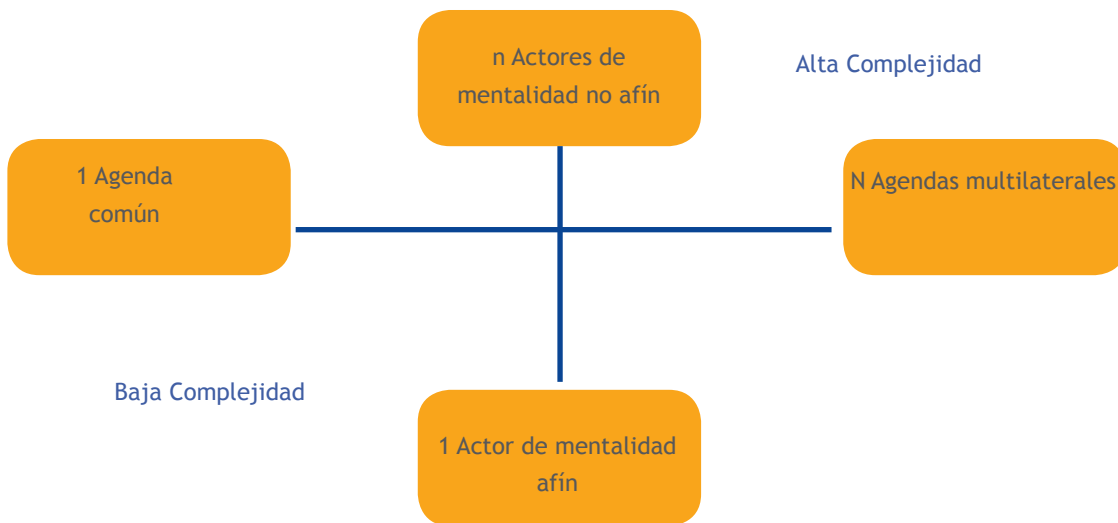 n Actores de
mentalidad no afín
Alta Complejidad
1 Agenda
común
N Agendas multilaterales
Baja Complejidad
1 Actor de mentalidad
afín